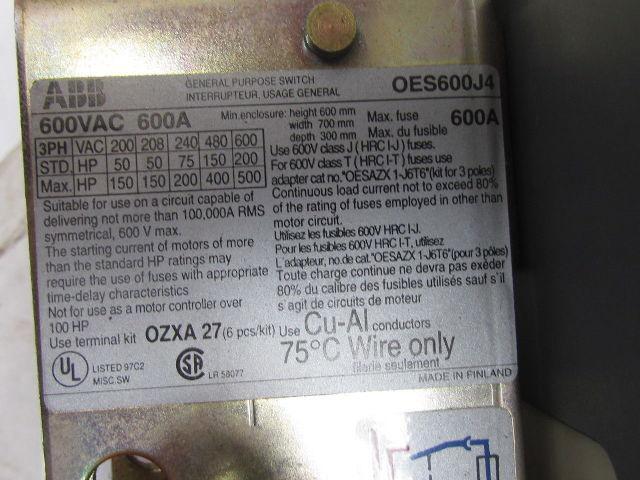 ABB
GENERAL PURPOSE SWITCH
INTERRUPTEUR, USAGE GENERAL
OES600J4
600VAC 600A
Min.enclosure: height 600 mm
width 700 mm
depth 300 mm
Max. fuse
Max. du fusible
600A
3PH VAC 200 208 240 480 600
STD. HP 50 50 75 150 200
Max. HP 150 150 200 400 500
Suitable for use on a circuit capable of
delivering not more than 100,000A RMS
symmetrical, 600 V max.
The starting current of motors of more
than the standard HP ratings may
require the use of fuses with appropriate
time-delay characteristics
Not for use as a motor controller over
100 HP
Use 600V class J (HRC I-J) fuses.
For 600V class T (HRC I-T) fuses use
adapter cat no."OESAZX 1-J6T6"(kit for 3 poles)
Continuous load current not to exceed 80%
of the rating of fuses employed in other than
motor circuit.
Utilisez les fusibles 600V HRC I-J.
Pour les fusibles 600V HRC I-T, utilisez
L'adapteur, no.de cat."OESAZX 1-J6T6"(pour 3 pôles)
Toute charge continue ne devra pas exéder
80% du calibre des fusibles utilisés sauf s'il
s'agit de circuits de moteur
Use terminal kit OZXA 27 (6 pcs/kit) Use Cu-Al conductors
75°C Wire only
filerie seulement
UL LISTED 97C2
MISC.SW
SA LR 58077
MADE IN FINLAND